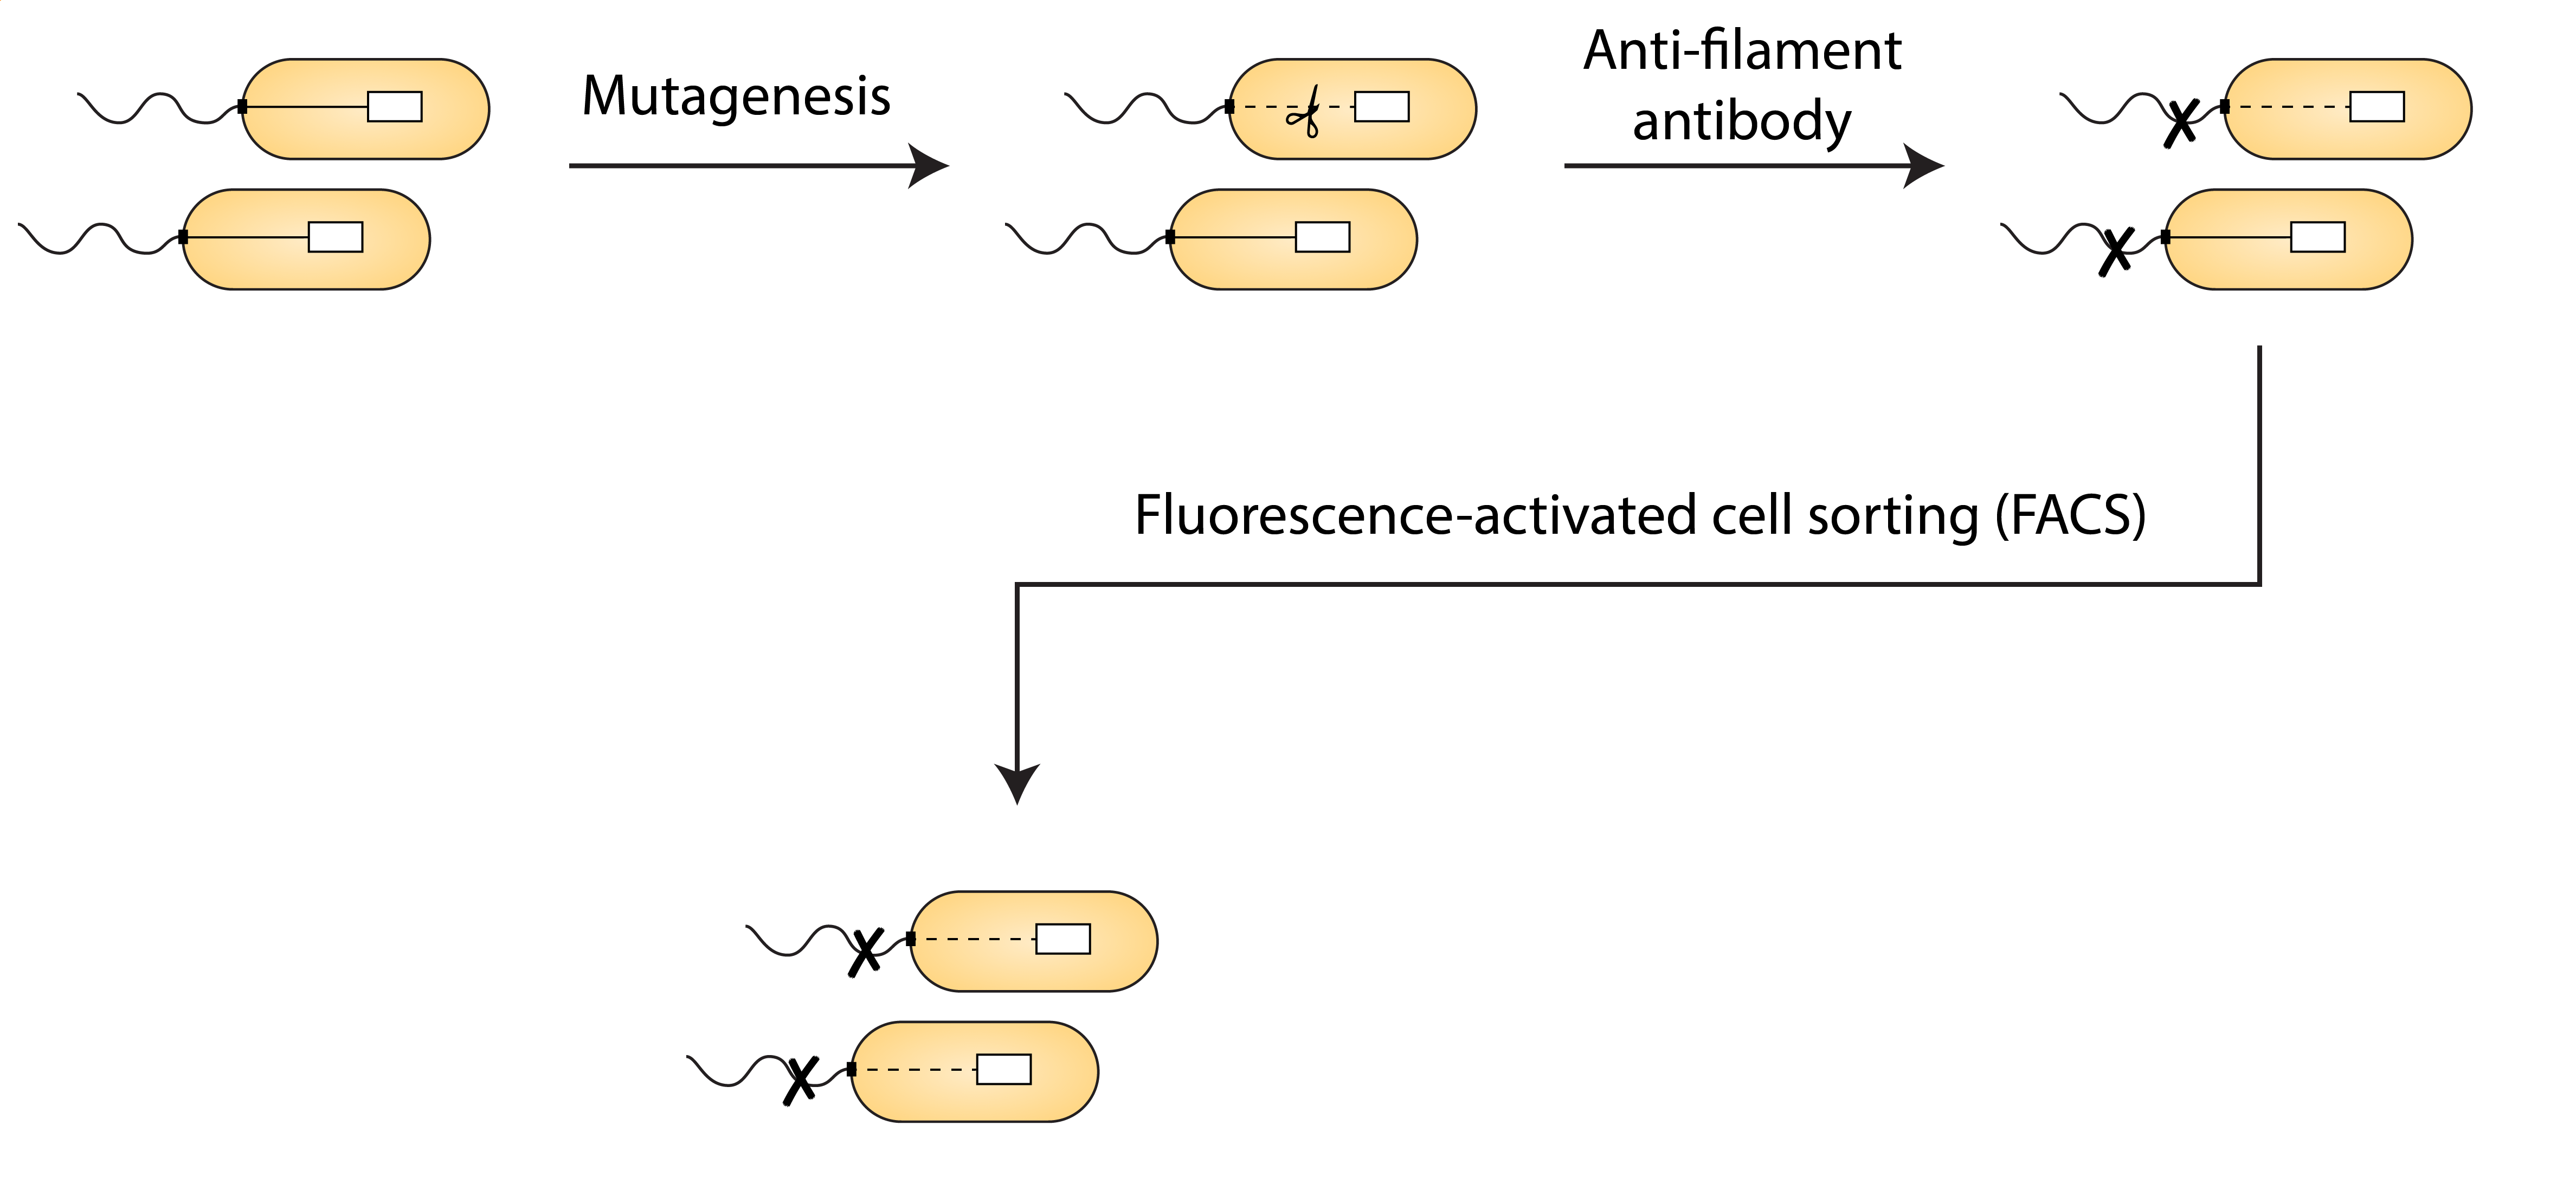 Mutagenesis
Anti-filament
antibody
Fluorescence-activated cell sorting (FACS)